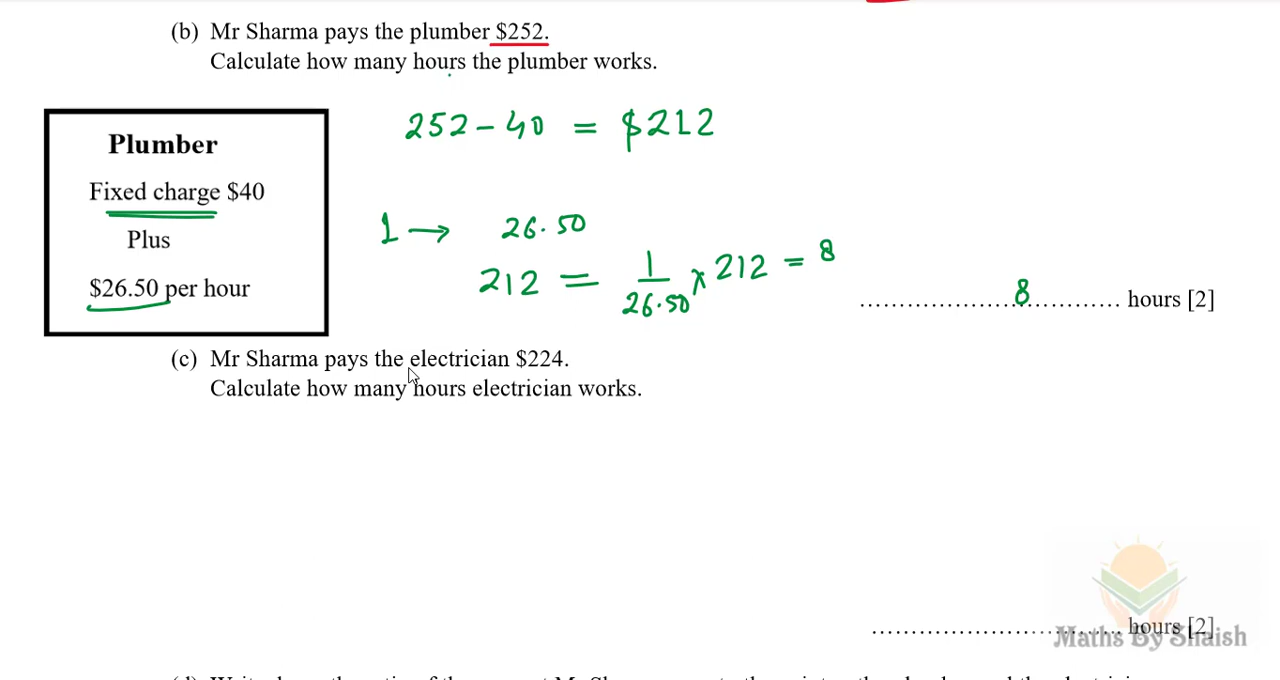 (b) Mr Sharma pays the plumber $252.
Calculate how many hours the plumber works.
252 - 40 = $212
Plumber
Fixed charge $40
Plus
$26.50 per hour
1 → 26.50
212 = 1/26.50 x 212 = 8
........8........ hours [2]
(c) Mr Sharma pays the electrician $224.
Calculate how many hours electrician works.
................................ hours [2]
Maths By Shaish